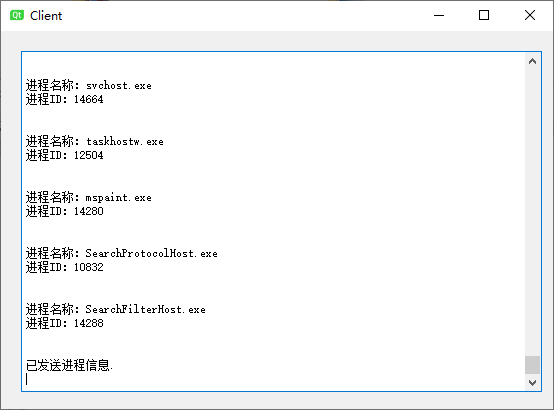 Qt Client
进程名称: svchost.exe
进程ID: 14664
进程名称: taskhostw.exe
进程ID: 12504
进程名称: mspaint.exe
进程ID: 14280
进程名称: SearchProtocolHost.exe
进程ID: 10832
进程名称: SearchFilterHost.exe
进程ID: 14288
已发送进程信息.